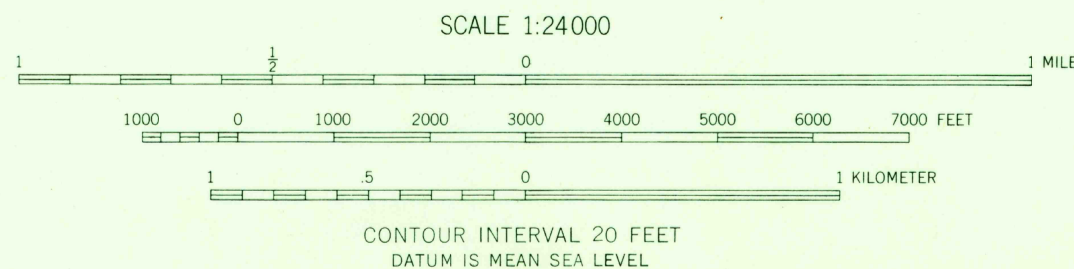 SCALE 1:24000
1 ½ 0 1 MILE
1000 0 1000 2000 3000 4000 5000 6000 7000 FEET
1 .5 0 1 KILOMETER
CONTOUR INTERVAL 20 FEET
DATUM IS MEAN SEA LEVEL